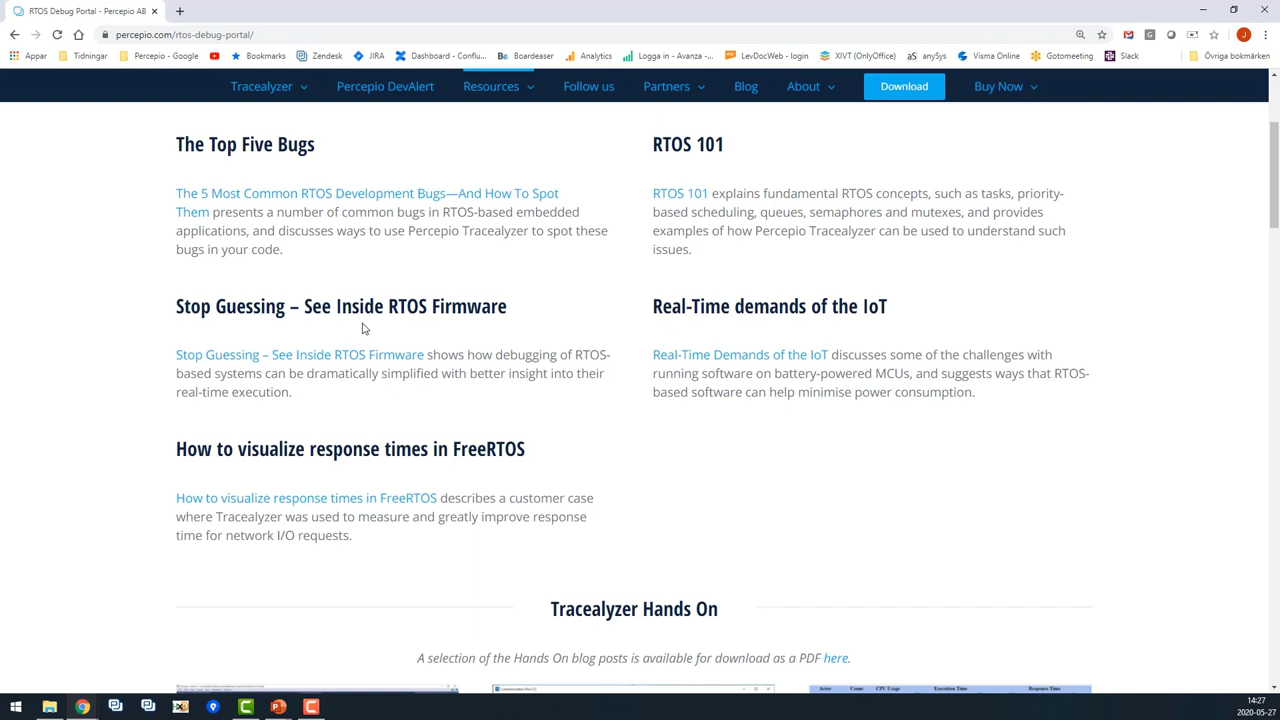 RTOS Debug Portal - Percepio AB
percepio.com/rtos-debug-portal/
Appar
Tidningar
Percepio - Google
Bookmarks
Zendesk
JIRA
Dashboard - Conflu...
Boardeaser
Analytics
Logga in - Avanza -...
LevDocWeb - login
XIVT (OnlyOffice)
anySys
Visma Online
Gotomeeting
Slack
Övriga bokmärken
Tracealyzer
Percepio DevAlert
Resources
Follow us
Partners
Blog
About
Download
Buy Now
The Top Five Bugs
The 5 Most Common RTOS Development Bugs—And How To Spot
Them presents a number of common bugs in RTOS-based embedded
applications, and discusses ways to use Percepio Tracealyzer to spot these
bugs in your code.
RTOS 101
RTOS 101 explains fundamental RTOS concepts, such as tasks, priority-
based scheduling, queues, semaphores and mutexes, and provides
examples of how Percepio Tracealyzer can be used to understand such
issues.
Stop Guessing – See Inside RTOS Firmware
Stop Guessing – See Inside RTOS Firmware shows how debugging of RTOS-
based systems can be dramatically simplified with better insight into their
real-time execution.
Real-Time demands of the IoT
Real-Time Demands of the IoT discusses some of the challenges with
running software on battery-powered MCUs, and suggests ways that RTOS-
based software can help minimise power consumption.
How to visualize response times in FreeRTOS
How to visualize response times in FreeRTOS describes a customer case
where Tracealyzer was used to measure and greatly improve response
time for network I/O requests.
Tracealyzer Hands On
A selection of the Hands On blog posts is available for download as a PDF here.
Actor Count CPU Usage Execution Time Response Time
14:27
2020-05-27